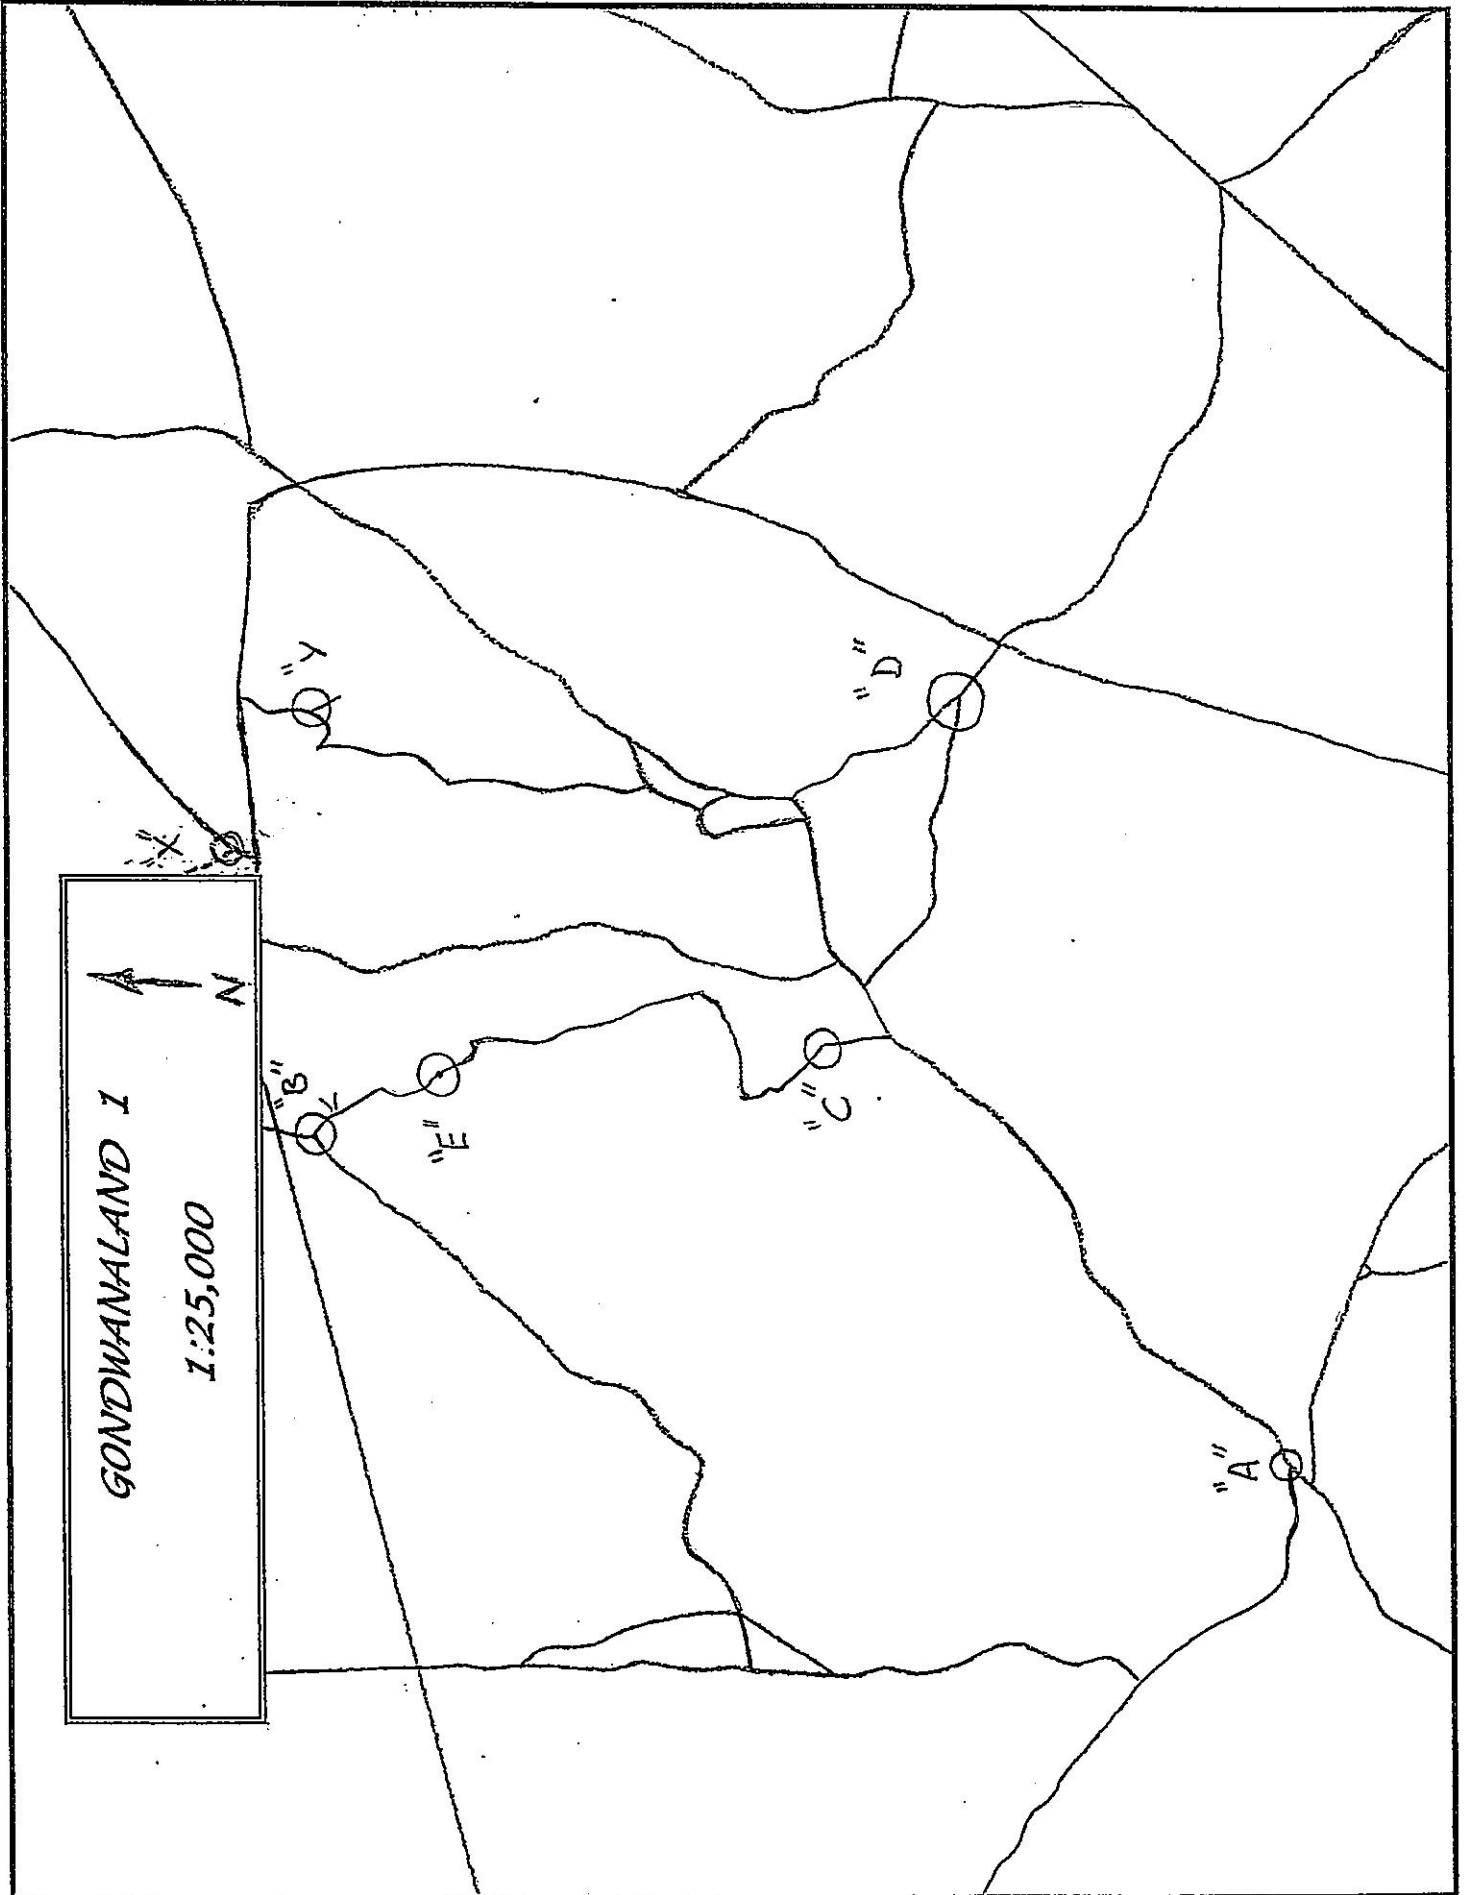 GONDWANALAND 1
1:25,000
N
"X"
"Y"
"B"
"E"
"C"
"D"
"A"